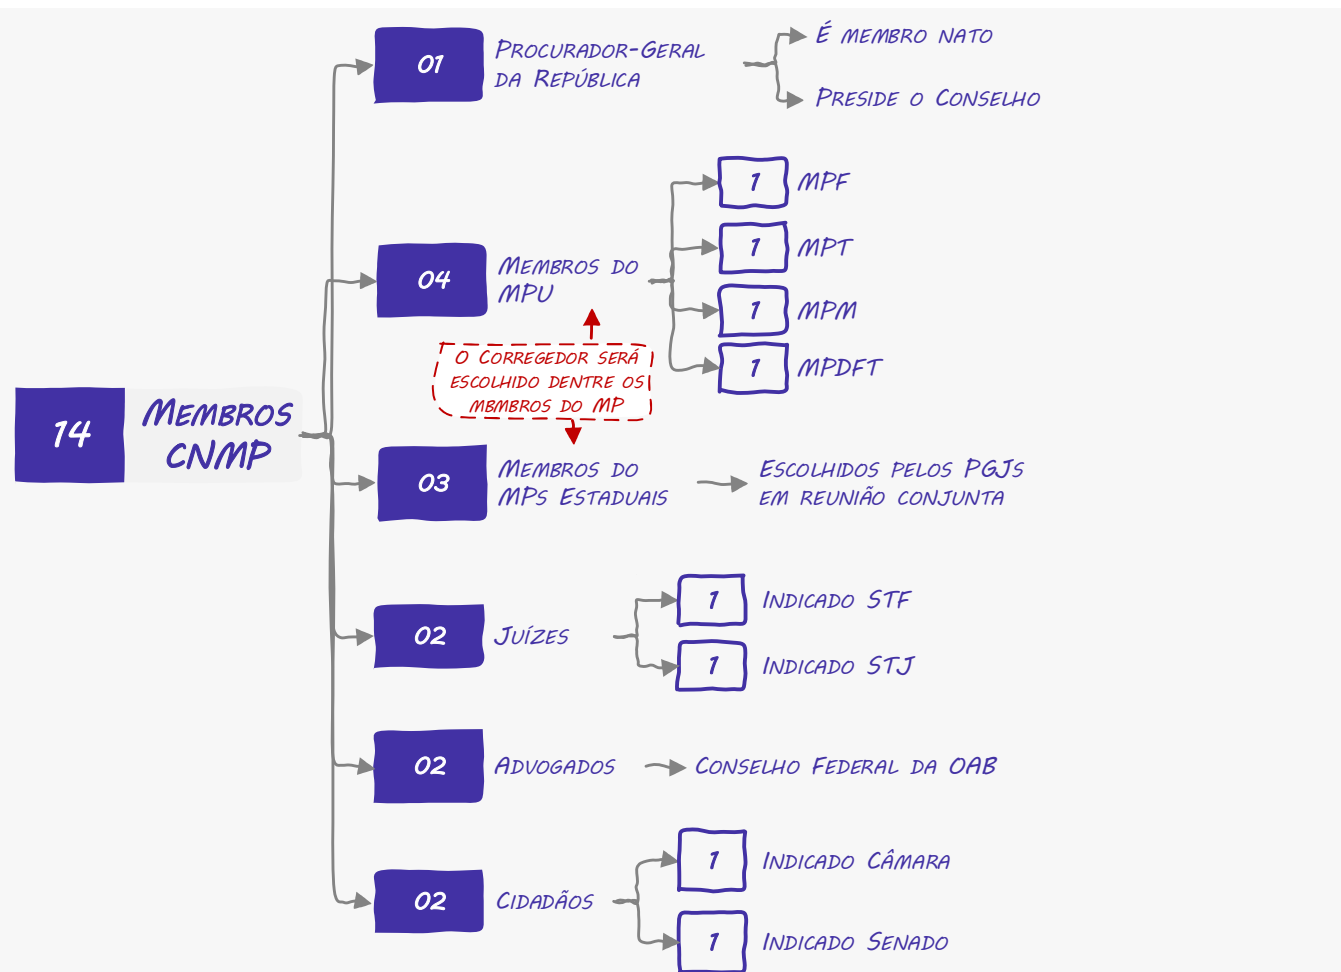 14
Membros
CNMP
01
Procurador-Geral
da República
É membro nato
Preside o Conselho
04
Membros do
MPU
1
MPF
1
MPT
1
MPM
1
MPDFT
O Corregedor será
escolhido dentre os
mbmbros do MP
03
Membros do
MPs Estaduais
Escolhidos pelos PGJs
em reunião conjunta
02
Juízes
1
Indicado STF
1
Indicado STJ
02
Advogados
Conselho Federal da OAB
02
Cidadãos
1
Indicado Câmara
1
Indicado Senado